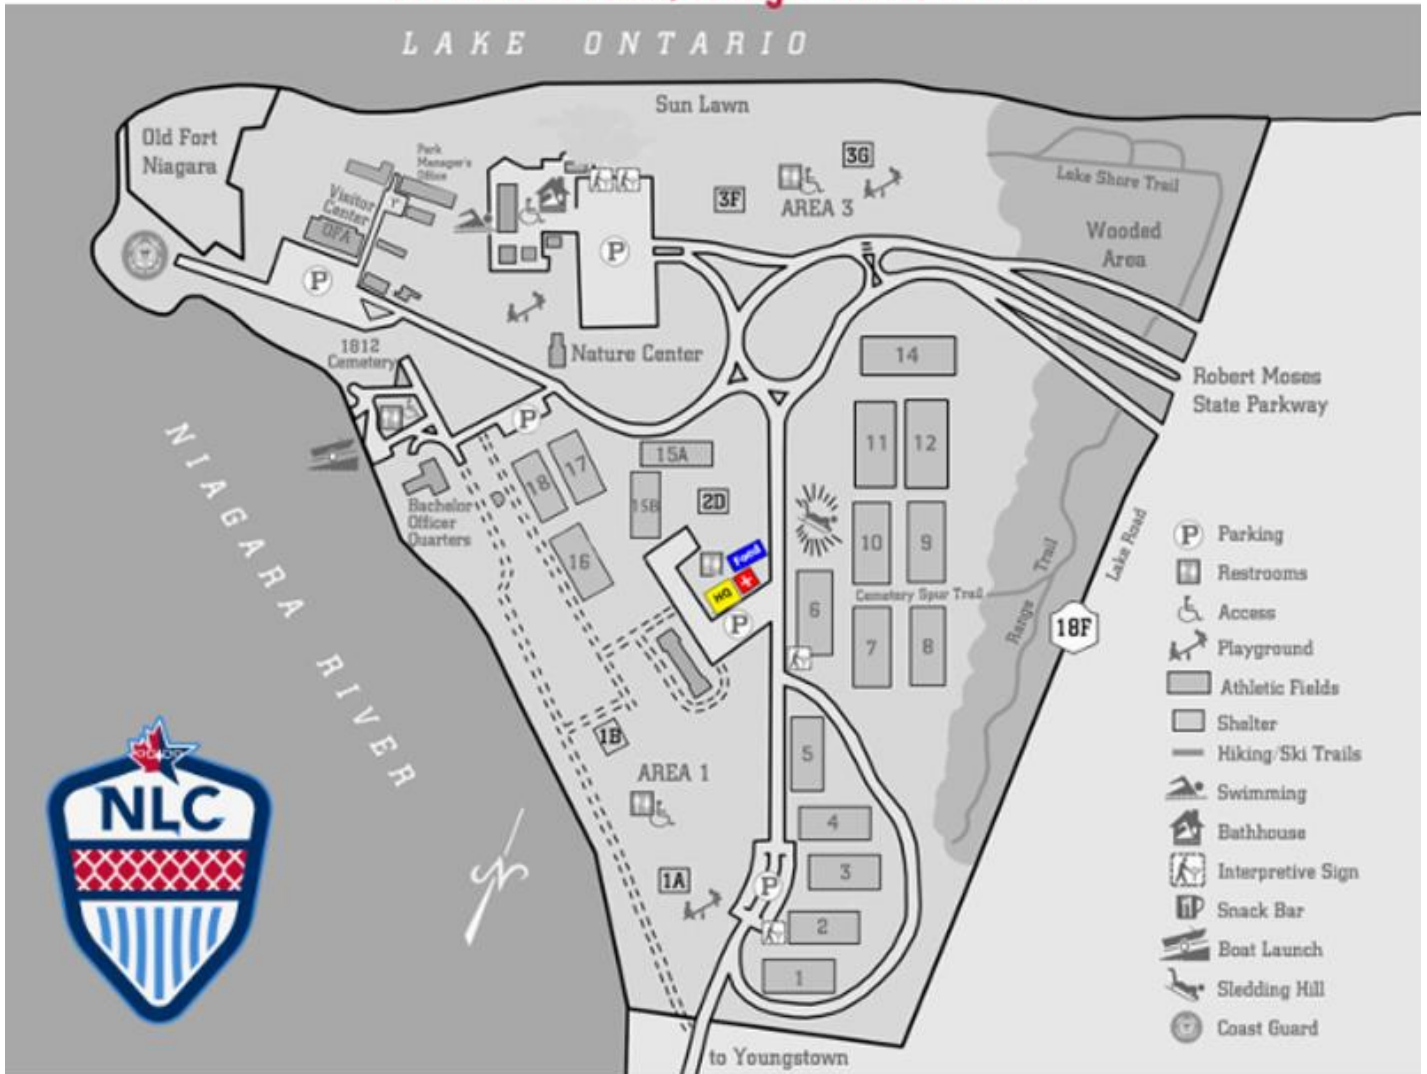 LAKE ONTARIO
Sun Lawn
Old Fort
Niagara
Park
Manager's
Office
Visitor
Center
OFA
3G
3F
AREA 3
Lake Shore Trail
Wooded
Area
P
P
1812
Cemetery
Nature Center
14
Robert Moses
State Parkway
P
11
12
15A
17
18
15B
2D
Bachelor
Officer
Quarters
16
10
9
Food
+
HQ
P
Cemetery Spur Trail
6
7
8
Range Trail
Lake Road
18F
NIAGARA RIVER
1B
5
AREA 1
4
3
1A
P
2
1
to Youngstown
N
NLC
P Parking
Restrooms
Access
Playground
Athletic Fields
Shelter
Hiking/Ski Trails
Swimming
Bathhouse
Interpretive Sign
Snack Bar
Boat Launch
Sledding Hill
Coast Guard